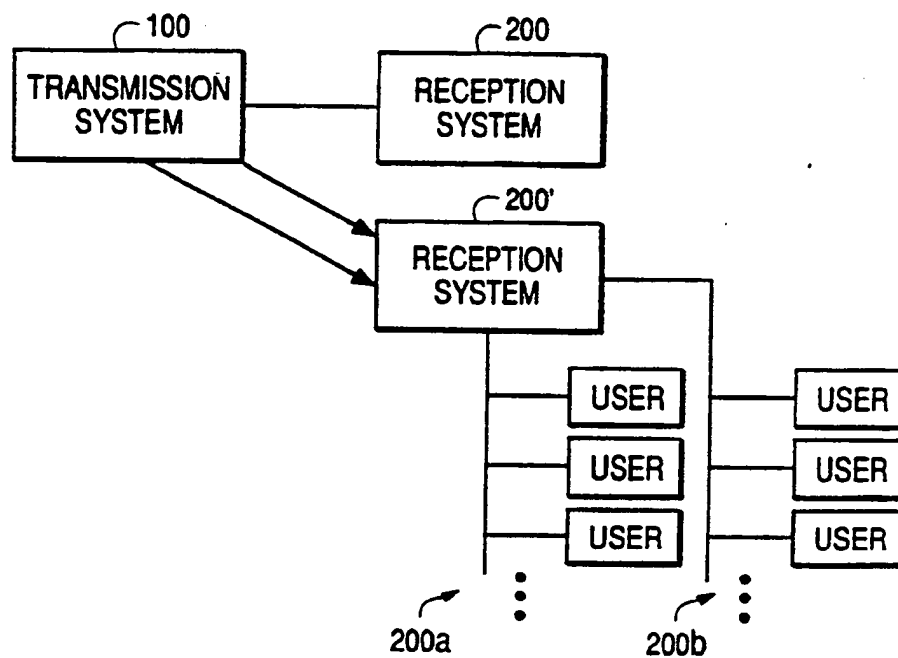 100
TRANSMISSION
SYSTEM
200
RECEPTION
SYSTEM
200'
RECEPTION
SYSTEM
USER
USER
USER
USER
USER
USER
200a
200b